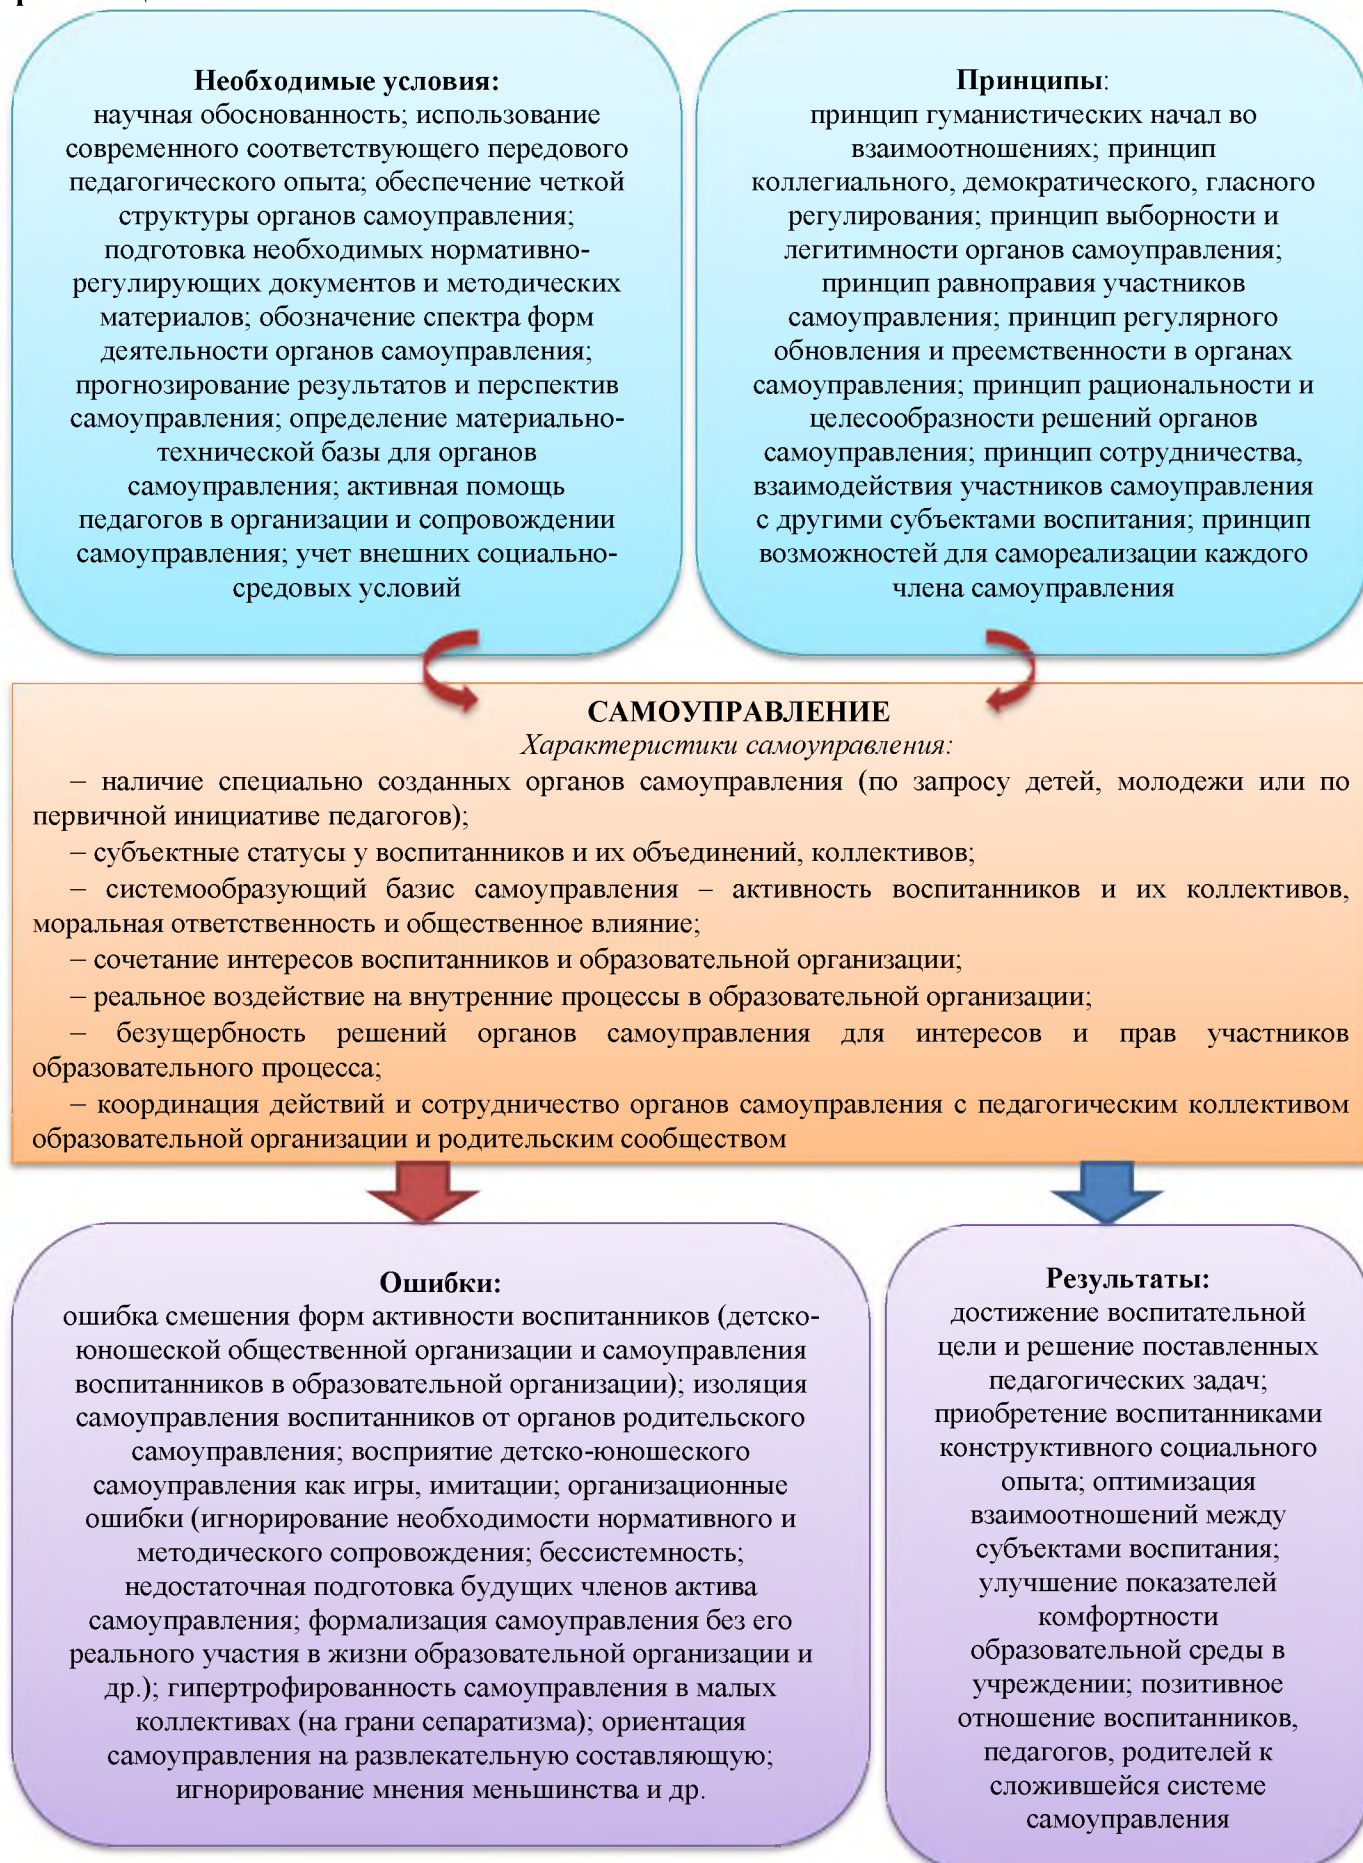 Необходимые условия:
научная обоснованность; использование
современного соответствующего передового
педагогического опыта; обеспечение четкой
структуры органов самоуправления;
подготовка необходимых нормативно-
регулирующих документов и методических
материалов; обозначение спектра форм
деятельности органов самоуправления;
прогнозирование результатов и перспектив
самоуправления; определение материально-
технической базы для органов
самоуправления; активная помощь
педагогов в организации и сопровождении
самоуправления; учет внешних социально-
средовых условий
Принципы:
принцип гуманистических начал во
взаимоотношениях; принцип
коллегиального, демократического, гласного
регулирования; принцип выборности и
легитимности органов самоуправления;
принцип равноправия участников
самоуправления; принцип регулярного
обновления и преемственности в органах
самоуправления; принцип рациональности и
целесообразности решений органов
самоуправления; принцип сотрудничества,
взаимодействия участников самоуправления
с другими субъектами воспитания; принцип
возможностей для самореализации каждого
члена самоуправления
САМОУПРАВЛЕНИЕ
Характеристики самоуправления:
– наличие специально созданных органов самоуправления (по запросу детей, молодежи или по
первичной инициативе педагогов);
– субъектные статусы у воспитанников и их объединений, коллективов;
– системообразующий базис самоуправления – активность воспитанников и их коллективов,
моральная ответственность и общественное влияние;
– сочетание интересов воспитанников и образовательной организации;
– реальное воздействие на внутренние процессы в образовательной организации;
– безущербность решений органов самоуправления для интересов и прав участников
образовательного процесса;
– координация действий и сотрудничество органов самоуправления с педагогическим коллективом
образовательной организации и родительским сообществом
Ошибки:
ошибка смешения форм активности воспитанников (детско-
юношеской общественной организации и самоуправления
воспитанников в образовательной организации); изоляция
самоуправления воспитанников от органов родительского
самоуправления; восприятие детско-юношеского
самоуправления как игры, имитации; организационные
ошибки (игнорирование необходимости нормативного и
методического сопровождения; бессистемность;
недостаточная подготовка будущих членов актива
самоуправления; формализация самоуправления без его
реального участия в жизни образовательной организации и
др.); гипертрофированность самоуправления в малых
коллективах (на грани сепаратизма); ориентация
самоуправления на развлекательную составляющую;
игнорирование мнения меньшинства и др.
Результаты:
достижение воспитательной
цели и решение поставленных
педагогических задач;
приобретение воспитанниками
конструктивного социального
опыта; оптимизация
взаимоотношений между
субъектами воспитания;
улучшение показателей
комфортности
образовательной среды в
учреждении; позитивное
отношение воспитанников,
педагогов, родителей к
сложившейся системе
самоуправления